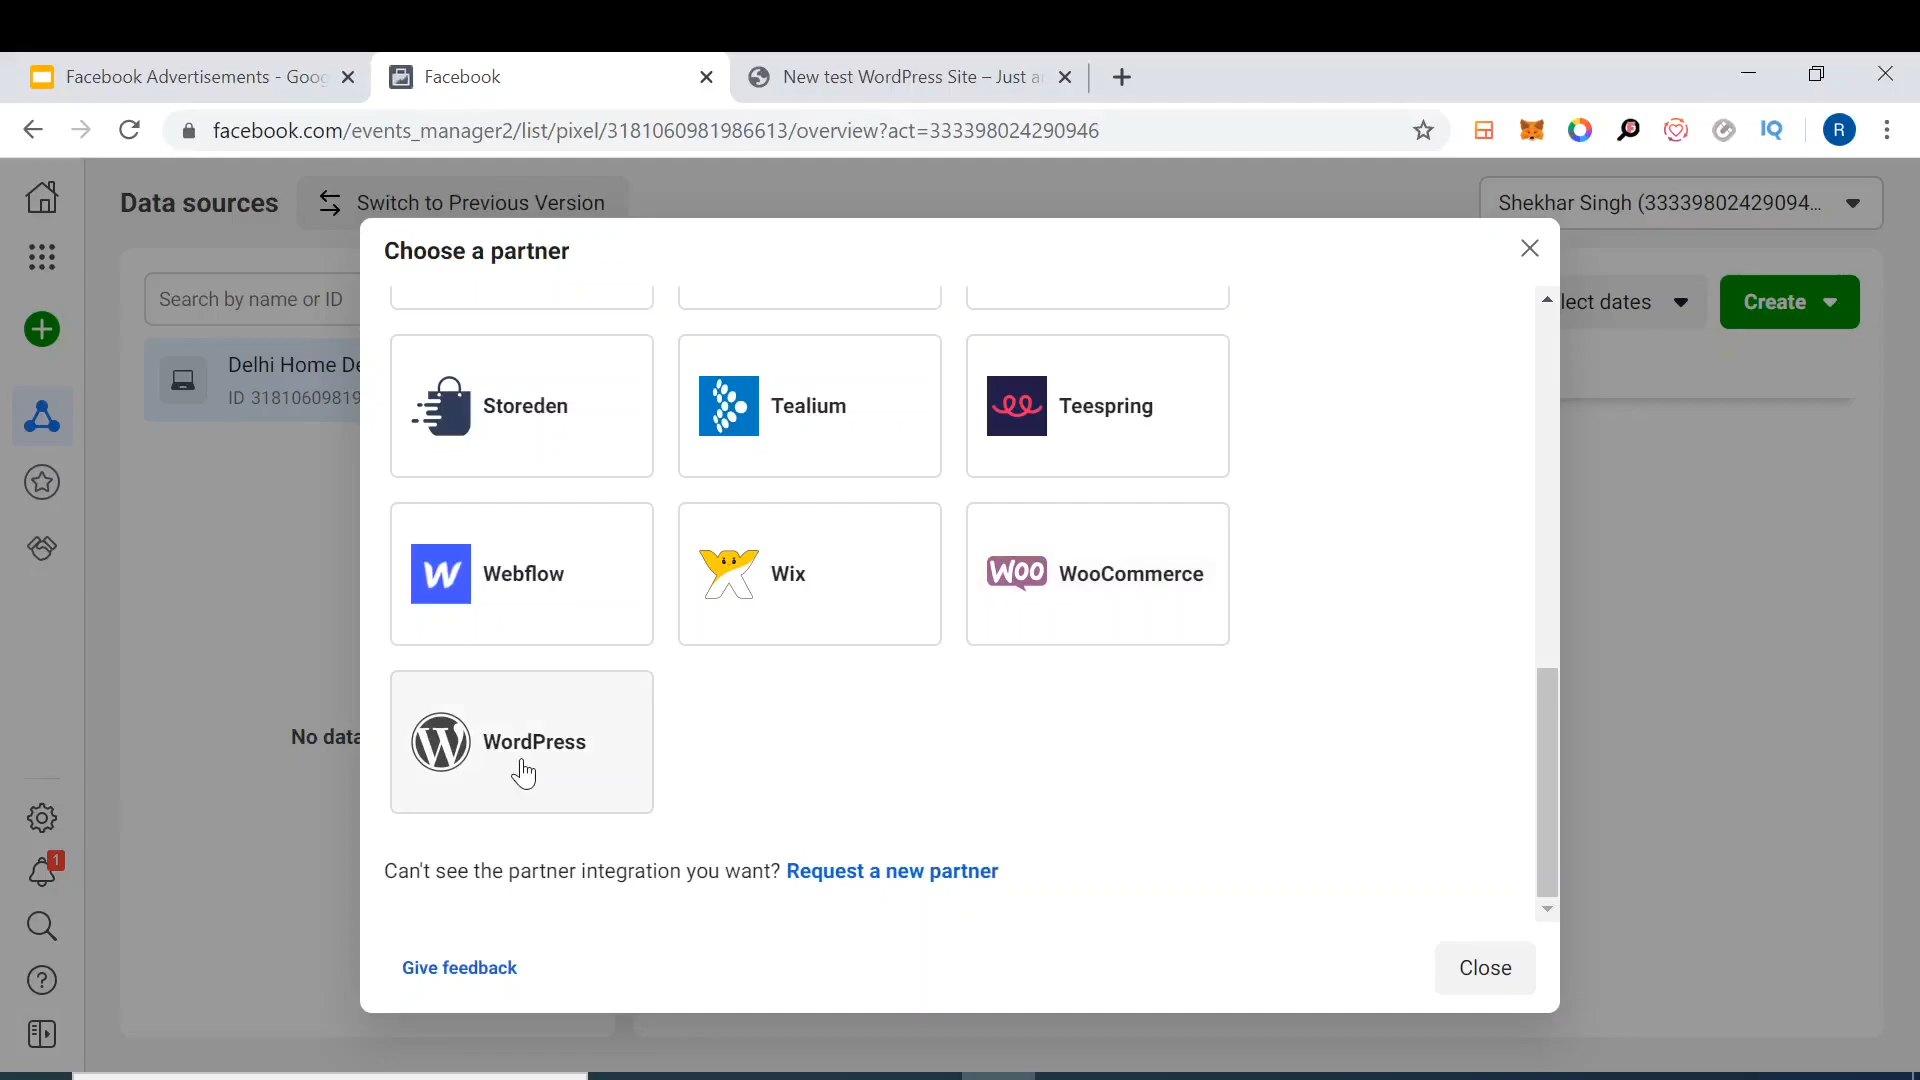 Facebook Advertisements - Goog
Facebook
New test WordPress Site – Just a
facebook.com/events_manager2/list/pixel/3181060981986613/overview?act=333398024290946
IQ
R
Data sources
Switch to Previous Version
Shekhar Singh (33339802429094...
Choose a partner
Search by name or ID
lect dates
Create
Delhi Home De
ID 31810609819
Storeden
Tealium
Teespring
Webflow
Wix
WOO WooCommerce
No data
WordPress
1
Can't see the partner integration you want? Request a new partner
Give feedback
Close